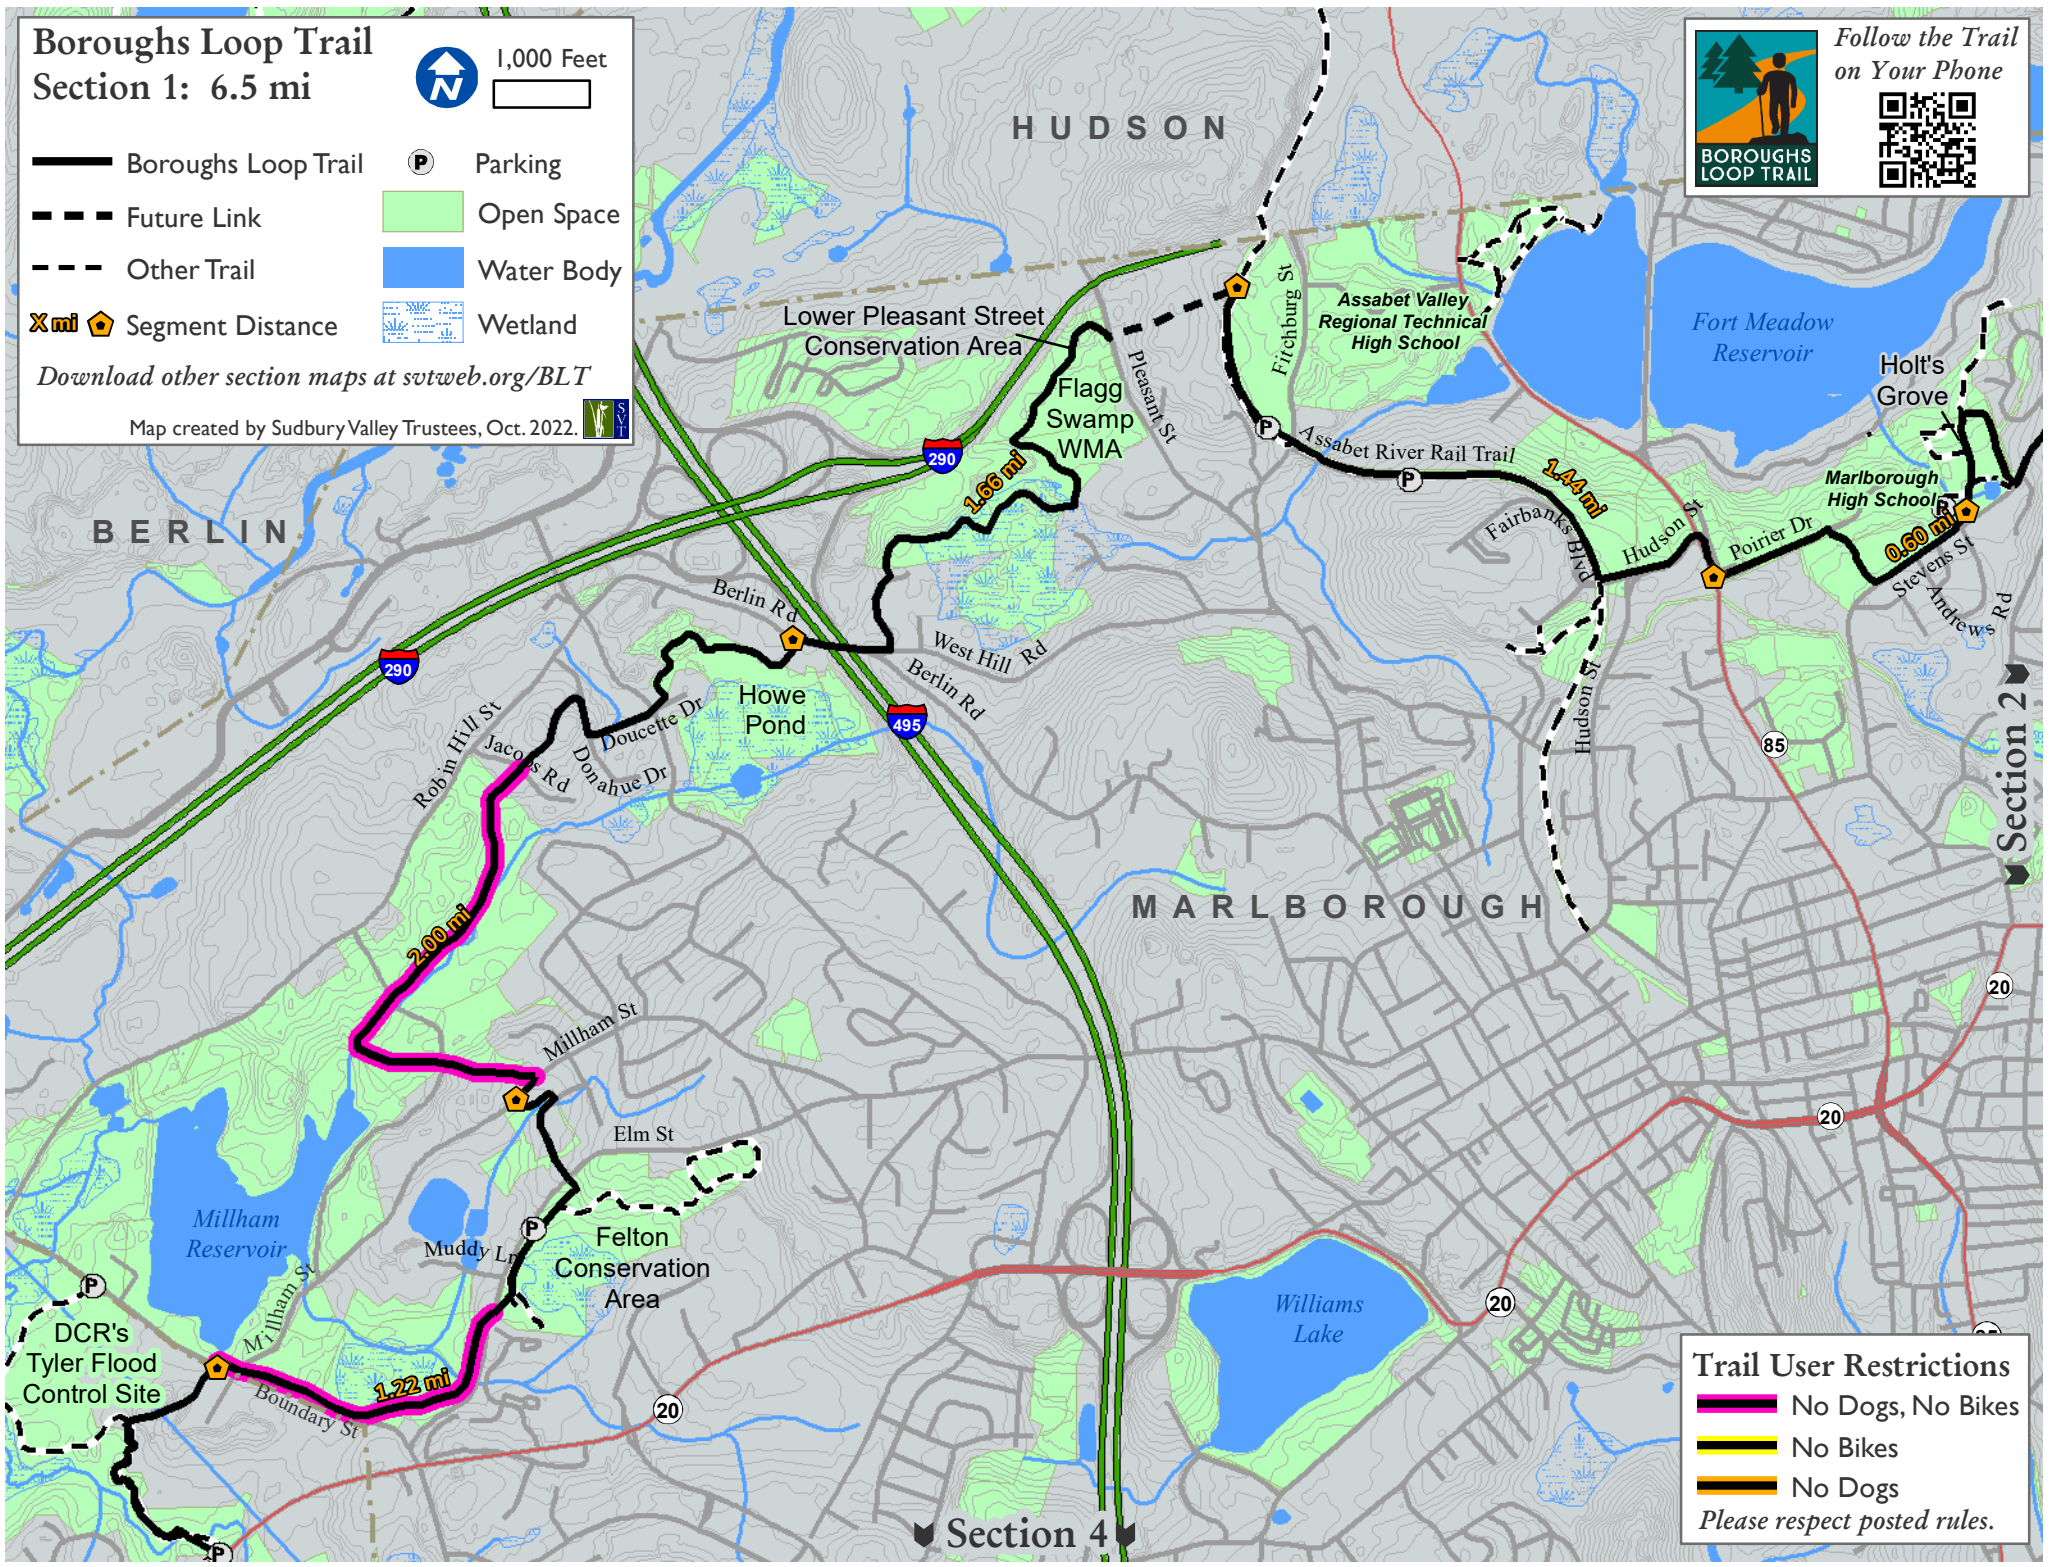 Boroughs Loop Trail
Section 1: 6.5 mi
N
1,000 Feet
Boroughs Loop Trail
P
Parking
Future Link
Open Space
Other Trail
Water Body
X mi
Segment Distance
Wetland
Download other section maps at svtweb.org/BLT
Map created by Sudbury Valley Trustees, Oct. 2022.
SVT
Follow the Trail
on Your Phone
BOROUGHS
LOOP TRAIL
HUDSON
BERLIN
MARLBOROUGH
Lower Pleasant Street
Conservation Area
Flagg
Swamp
WMA
Pleasant St
Fitchburg St
Assabet Valley
Regional Technical
High School
Fort Meadow
Reservoir
Holt's
Grove
Marlborough
High School
P
P
P
Assabet River Rail Trail
290
1.66 mi
1.44 mi
0.60 mi
Fairbanks Blvd
Hudson St
Poirier Dr
Stevens St
Andrews Rd
Berlin Rd
West Hill Rd
Berlin Rd
Howe
Pond
290
495
85
Hudson St
Robin Hill St
Jacobs Rd
Donahue Dr
Doucette Dr
Section 2
2.00 mi
20
Millham St
20
Elm St
Millham
Reservoir
P
Muddy Ln
Felton
Conservation
Area
P
Millham St
DCR's
Tyler Flood
Control Site
1.22 mi
Boundary St
20
Williams
Lake
20
P
Section 4
Trail User Restrictions
No Dogs, No Bikes
No Bikes
No Dogs
Please respect posted rules.